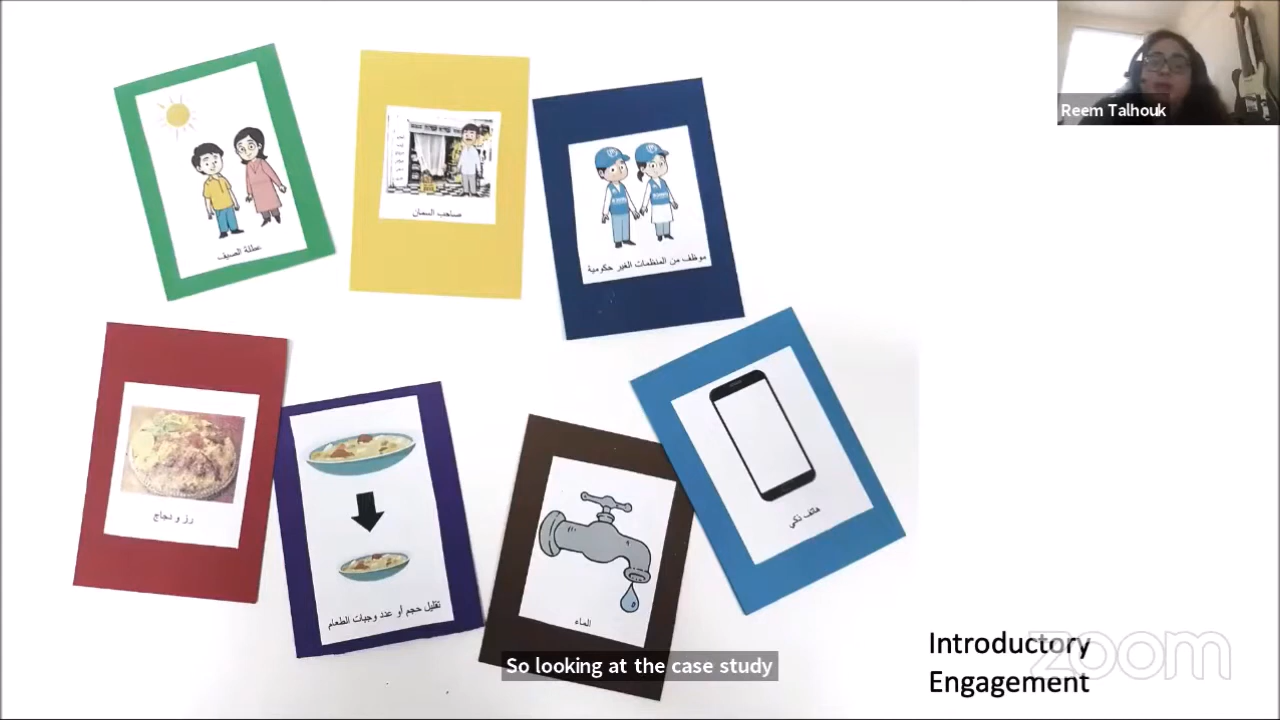 Reem Talhouk
عطلة الصيف
صاحب السمان
موظف من المنظمات الغير حكومية
رز و دجاج
تقليل حجم أو عدد وجبات الطعام
الماء
هاتف ذكي
Introductory
Engagement
zoom
So looking at the case study